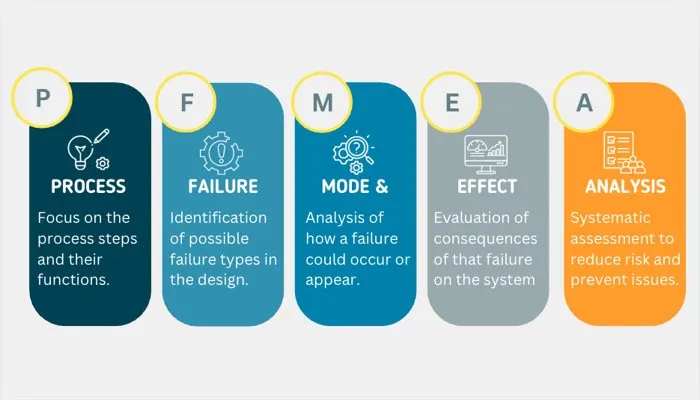 P
PROCESS
Focus on the
process steps
and their
functions.
F
FAILURE
Identification
of possible
failure types in
the design.
M
MODE &
Analysis of
how a failure
could occur or
appear.
E
EFFECT
Evaluation of
consequences
of that failure
on the system
A
ANALYSIS
Systematic
assessment to
reduce risk and
prevent issues.